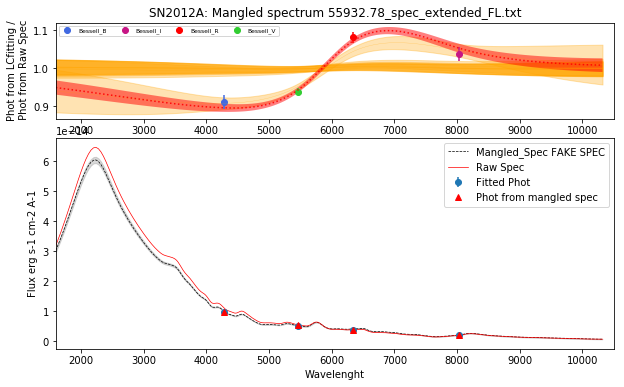 SN2012A: Mangled spectrum 55932.78_spec_extended_FL.txt
Phot from LCfitting /
Phot from Raw Spec
1.1
1.0
0.9
Bessell_B
Bessell_I
Bessell_R
Bessell_V
2000 3000 4000 5000 6000 7000 8000 9000 10000
1e−14
Flux erg s-1 cm-2 A-1
6
5
4
3
2
1
0
Mangled_Spec FAKE SPEC
Raw Spec
Fitted Phot
Phot from mangled spec
2000 3000 4000 5000 6000 7000 8000 9000 10000
Wavelenght